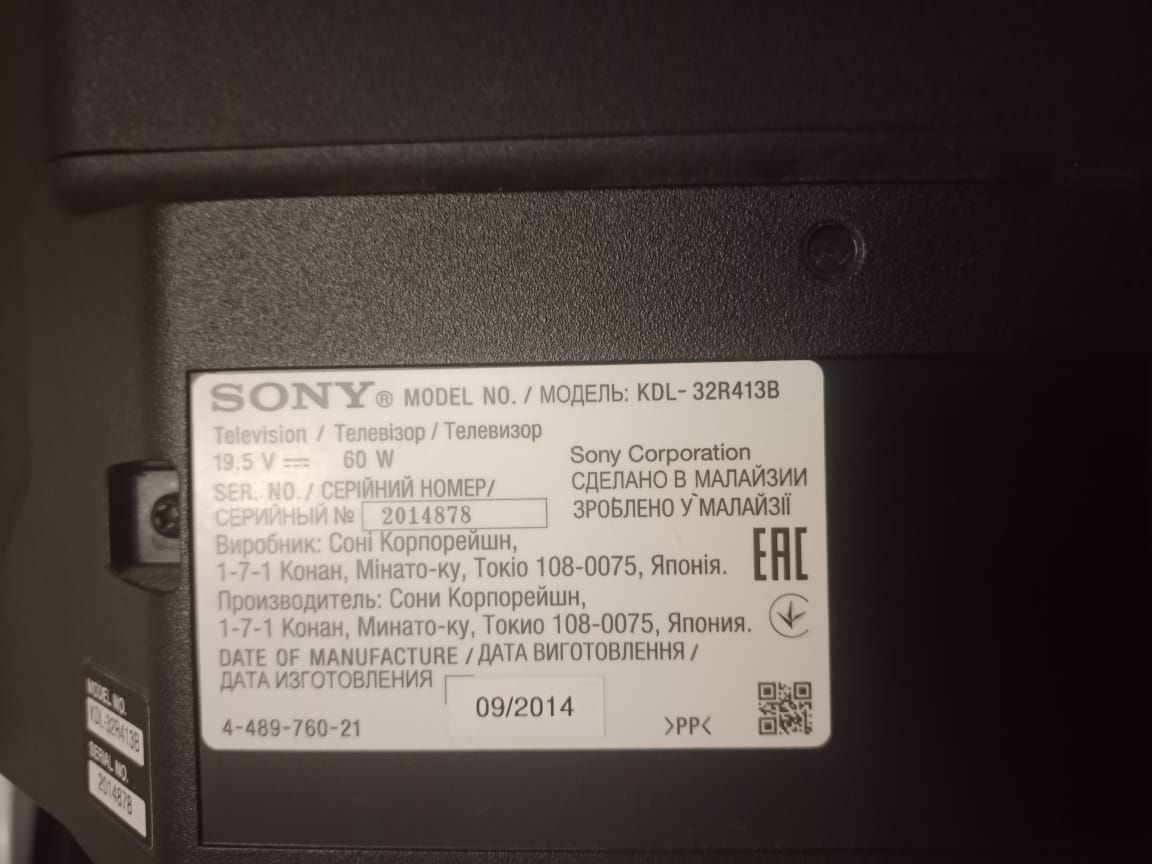 SONY® MODEL NO. / МОДЕЛЬ: KDL- 32R413B
Television / Телевізор / Телевизор
19.5 V ⎓ 60 W
SER. NO. / СЕРІЙНИЙ НОМЕР/
СЕРИЙНЫЙ № 2014878
Sony Corporation
СДЕЛАНО В МАЛАЙЗИИ
ЗРОБЛЕНО У МАЛАЙЗІЇ
Виробник: Соні Корпорейшн,
1-7-1 Конан, Мінато-ку, Токіо 108-0075, Японія.
EAC
Производитель: Сони Корпорейшн,
1-7-1 Конан, Минато-ку, Токио 108-0075, Япония.
DATE OF MANUFACTURE / ДАТА ВИГОТОВЛЕННЯ /
ДАТА ИЗГОТОВЛЕНИЯ
09/2014
4-489-760-21
>PP<
MODEL NO.
KDL-32R413B
SERIAL NO.
2014878